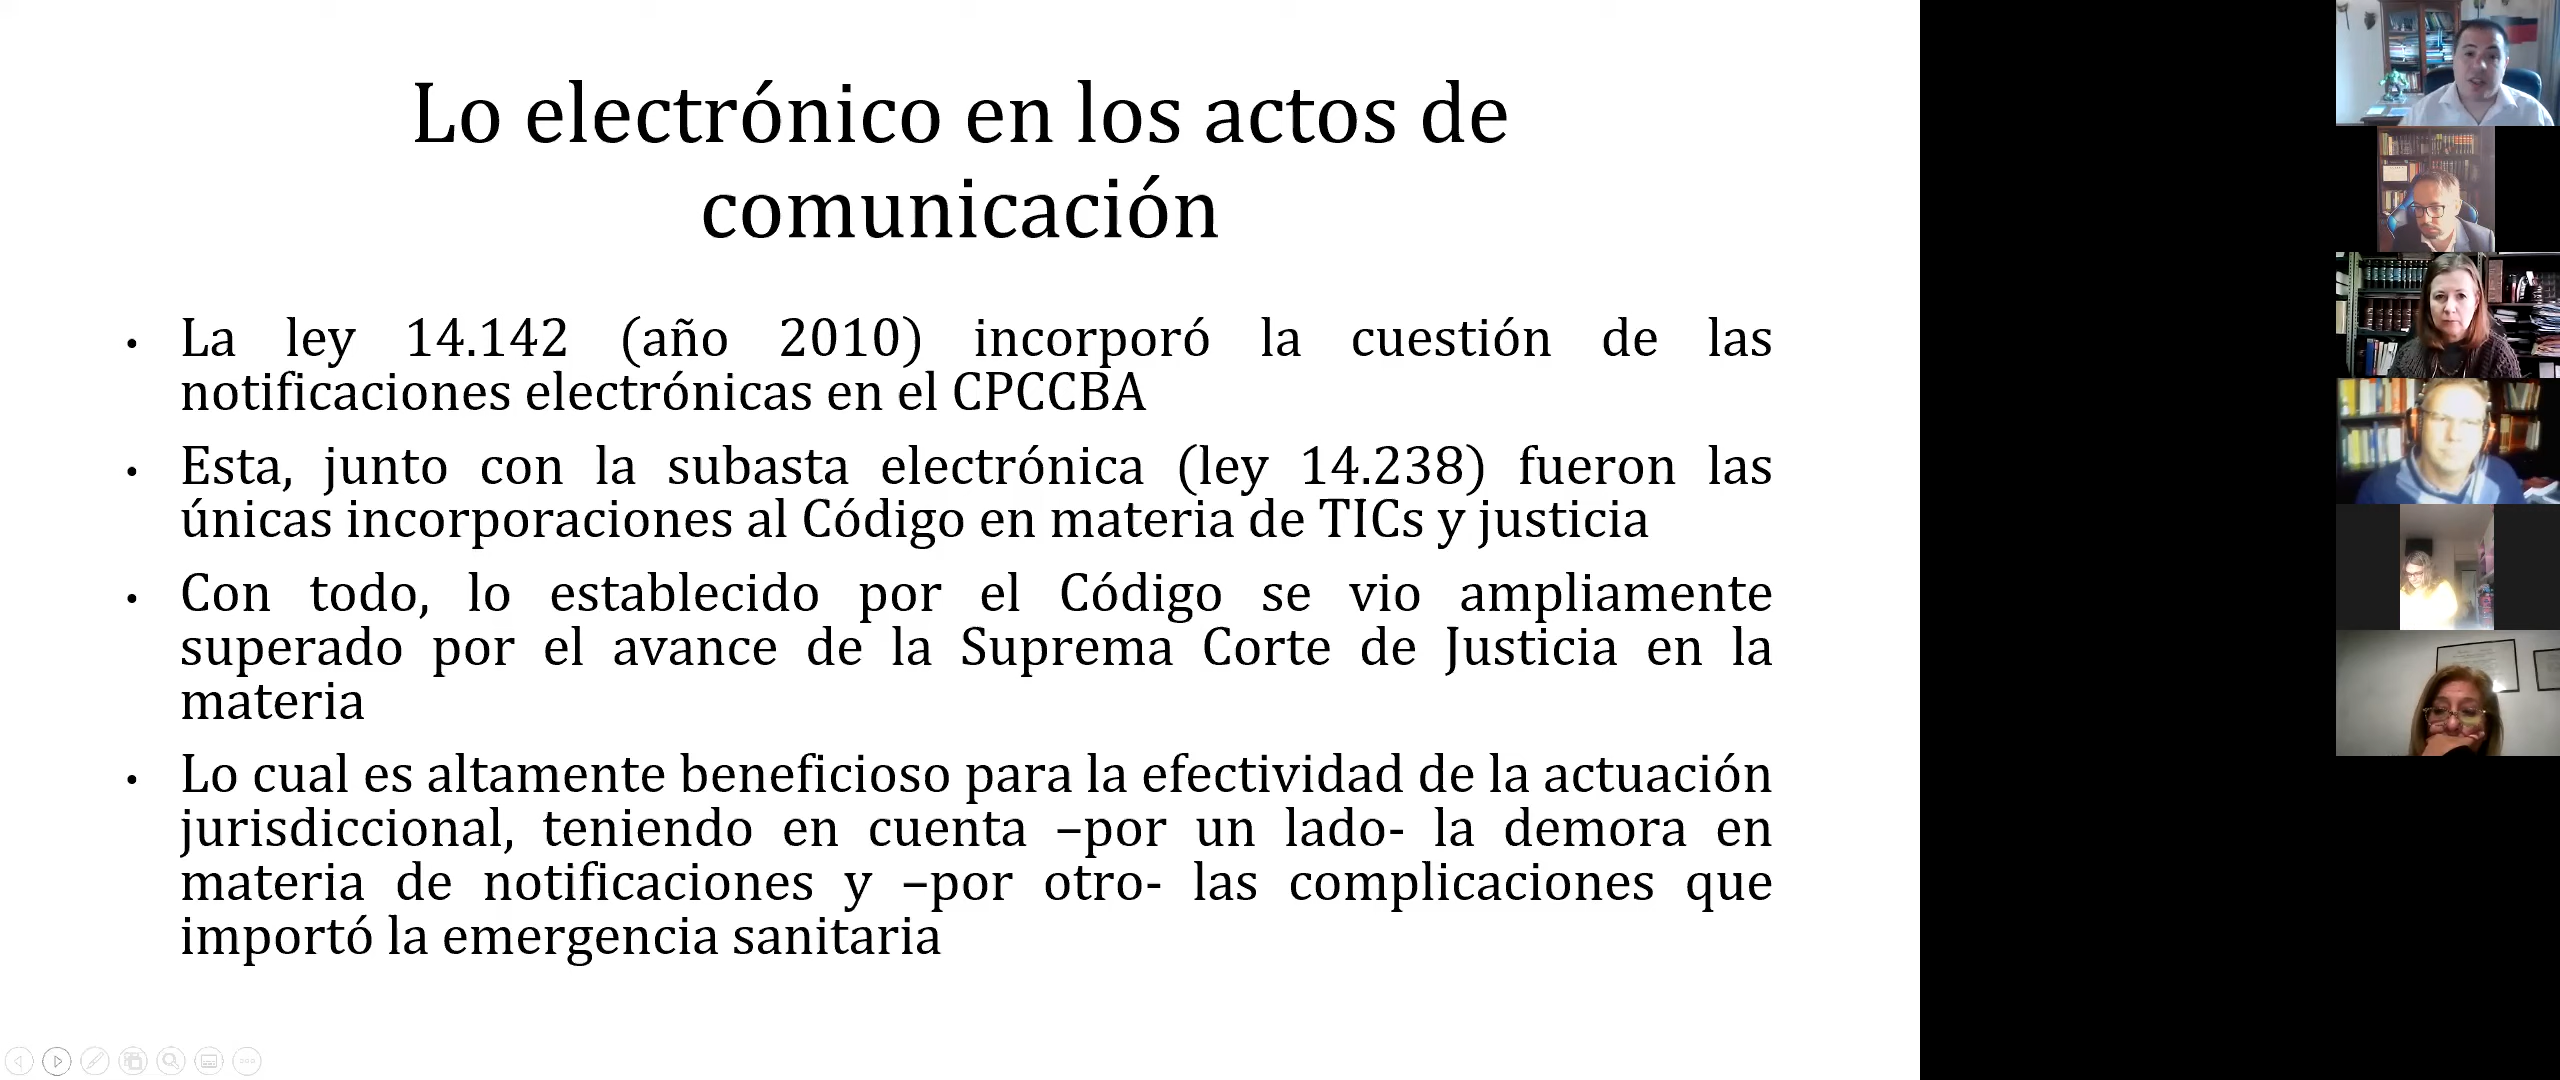 Lo electrónico en los actos de
comunicación
• La ley 14.142 (año 2010) incorporó la cuestión de las
notificaciones electrónicas en el CPCCBA
• Esta, junto con la subasta electrónica (ley 14.238) fueron las
únicas incorporaciones al Código en materia de TICs y justicia
• Con todo, lo establecido por el Código se vio ampliamente
superado por el avance de la Suprema Corte de Justicia en la
materia
• Lo cual es altamente beneficioso para la efectividad de la actuación
jurisdiccional, teniendo en cuenta –por un lado- la demora en
materia de notificaciones y –por otro- las complicaciones que
importó la emergencia sanitaria